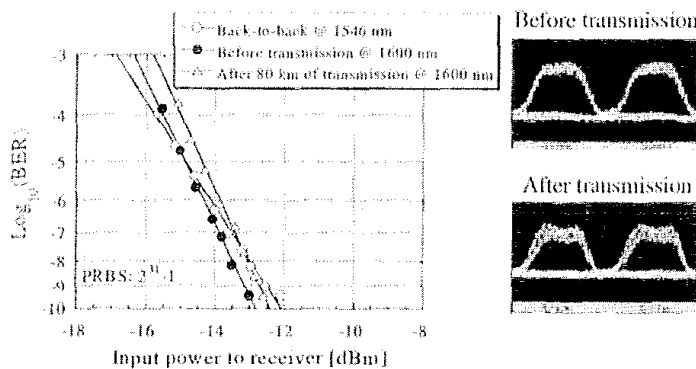 Back-to-back @ 1546 nm
Before transmission @ 1600 nm
After 80 km of transmission @ 1600 nm
Before transmission
-3
-4
-5
-6
-7
-8
-9
-10
Log₁₀(BER)
PRBS: 2³¹-1
-18
-16
-14
-12
-10
-8
Input power to receiver [dBm]
After transmission